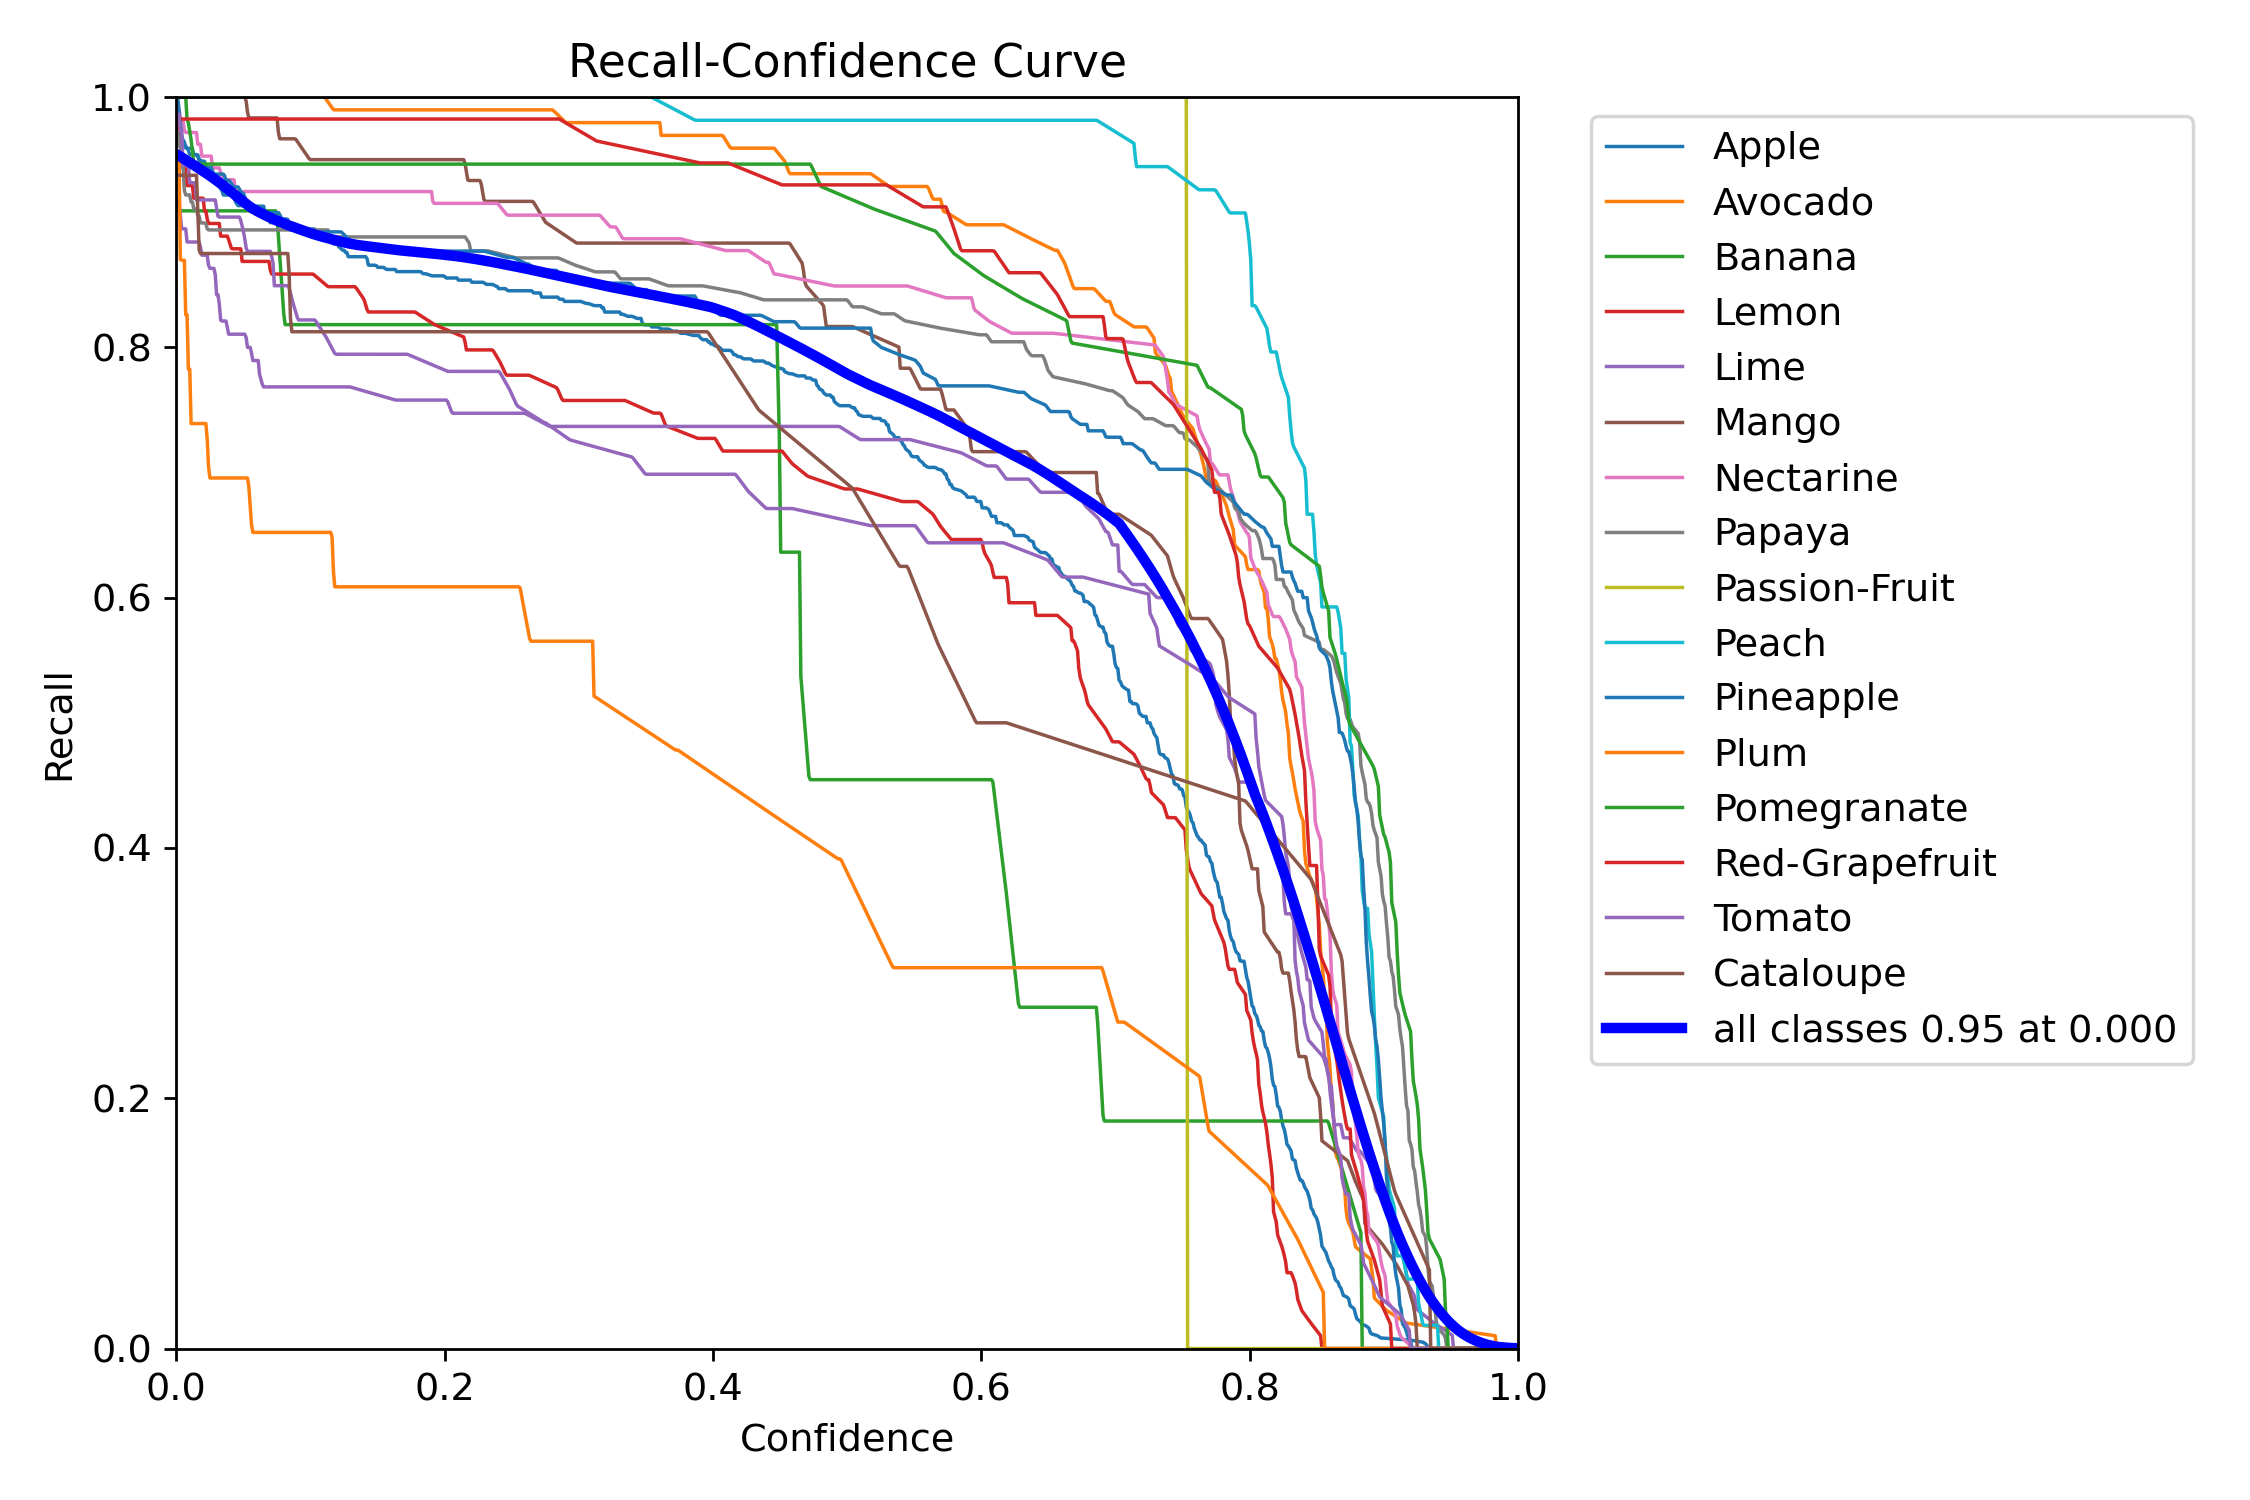 Recall-Confidence Curve
1.0
0.8
0.6
0.4
0.2
0.0
Recall
0.0 0.2 0.4 0.6 0.8 1.0
Confidence
Apple
Avocado
Banana
Lemon
Lime
Mango
Nectarine
Papaya
Passion-Fruit
Peach
Pineapple
Plum
Pomegranate
Red-Grapefruit
Tomato
Cataloupe
all classes 0.95 at 0.000